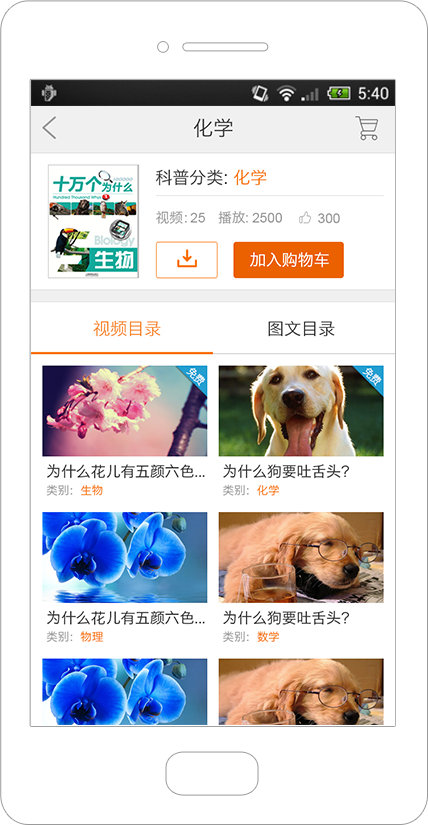 5:40
化学
十万个为什么
Hundred Thousand Whys
Biology
生物
科普分类: 化学
视频: 25 播放: 2500 300
加入购物车
视频目录 图文目录
免费 免费
为什么花儿有五颜六色... 为什么狗要吐舌头?
类别: 生物 类别: 化学
为什么花儿有五颜六色... 为什么狗要吐舌头?
类别: 物理 类别: 数学